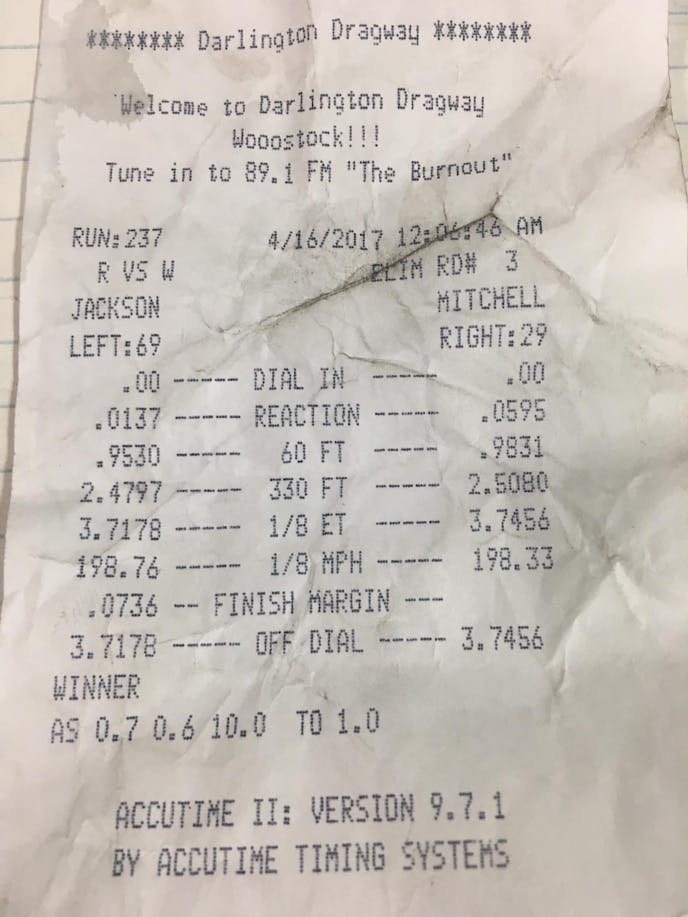 ******** Darlington Dragway ********
Welcome to Darlington Dragway
Wooostock!!!
Tune in to 89.1 FM "The Burnout"
RUN:237 4/16/2017 12:06:46 AM
R VS W ELIM RD# 3
JACKSON MITCHELL
LEFT:69 RIGHT:29
.00 ----- DIAL IN ----- .00
.0137 ----- REACTION ----- .0595
.9530 ----- 60 FT ----- .9831
2.4797 ----- 330 FT ----- 2.5080
3.7178 ----- 1/8 ET ----- 3.7456
198.76 ----- 1/8 MPH ----- 198.33
.0736 -- FINISH MARGIN ---
3.7178 ----- OFF DIAL ----- 3.7456
WINNER
AS 0.7 0.6 10.0 TO 1.0
ACCUTIME II: VERSION 9.7.1
BY ACCUTIME TIMING SYSTEMS